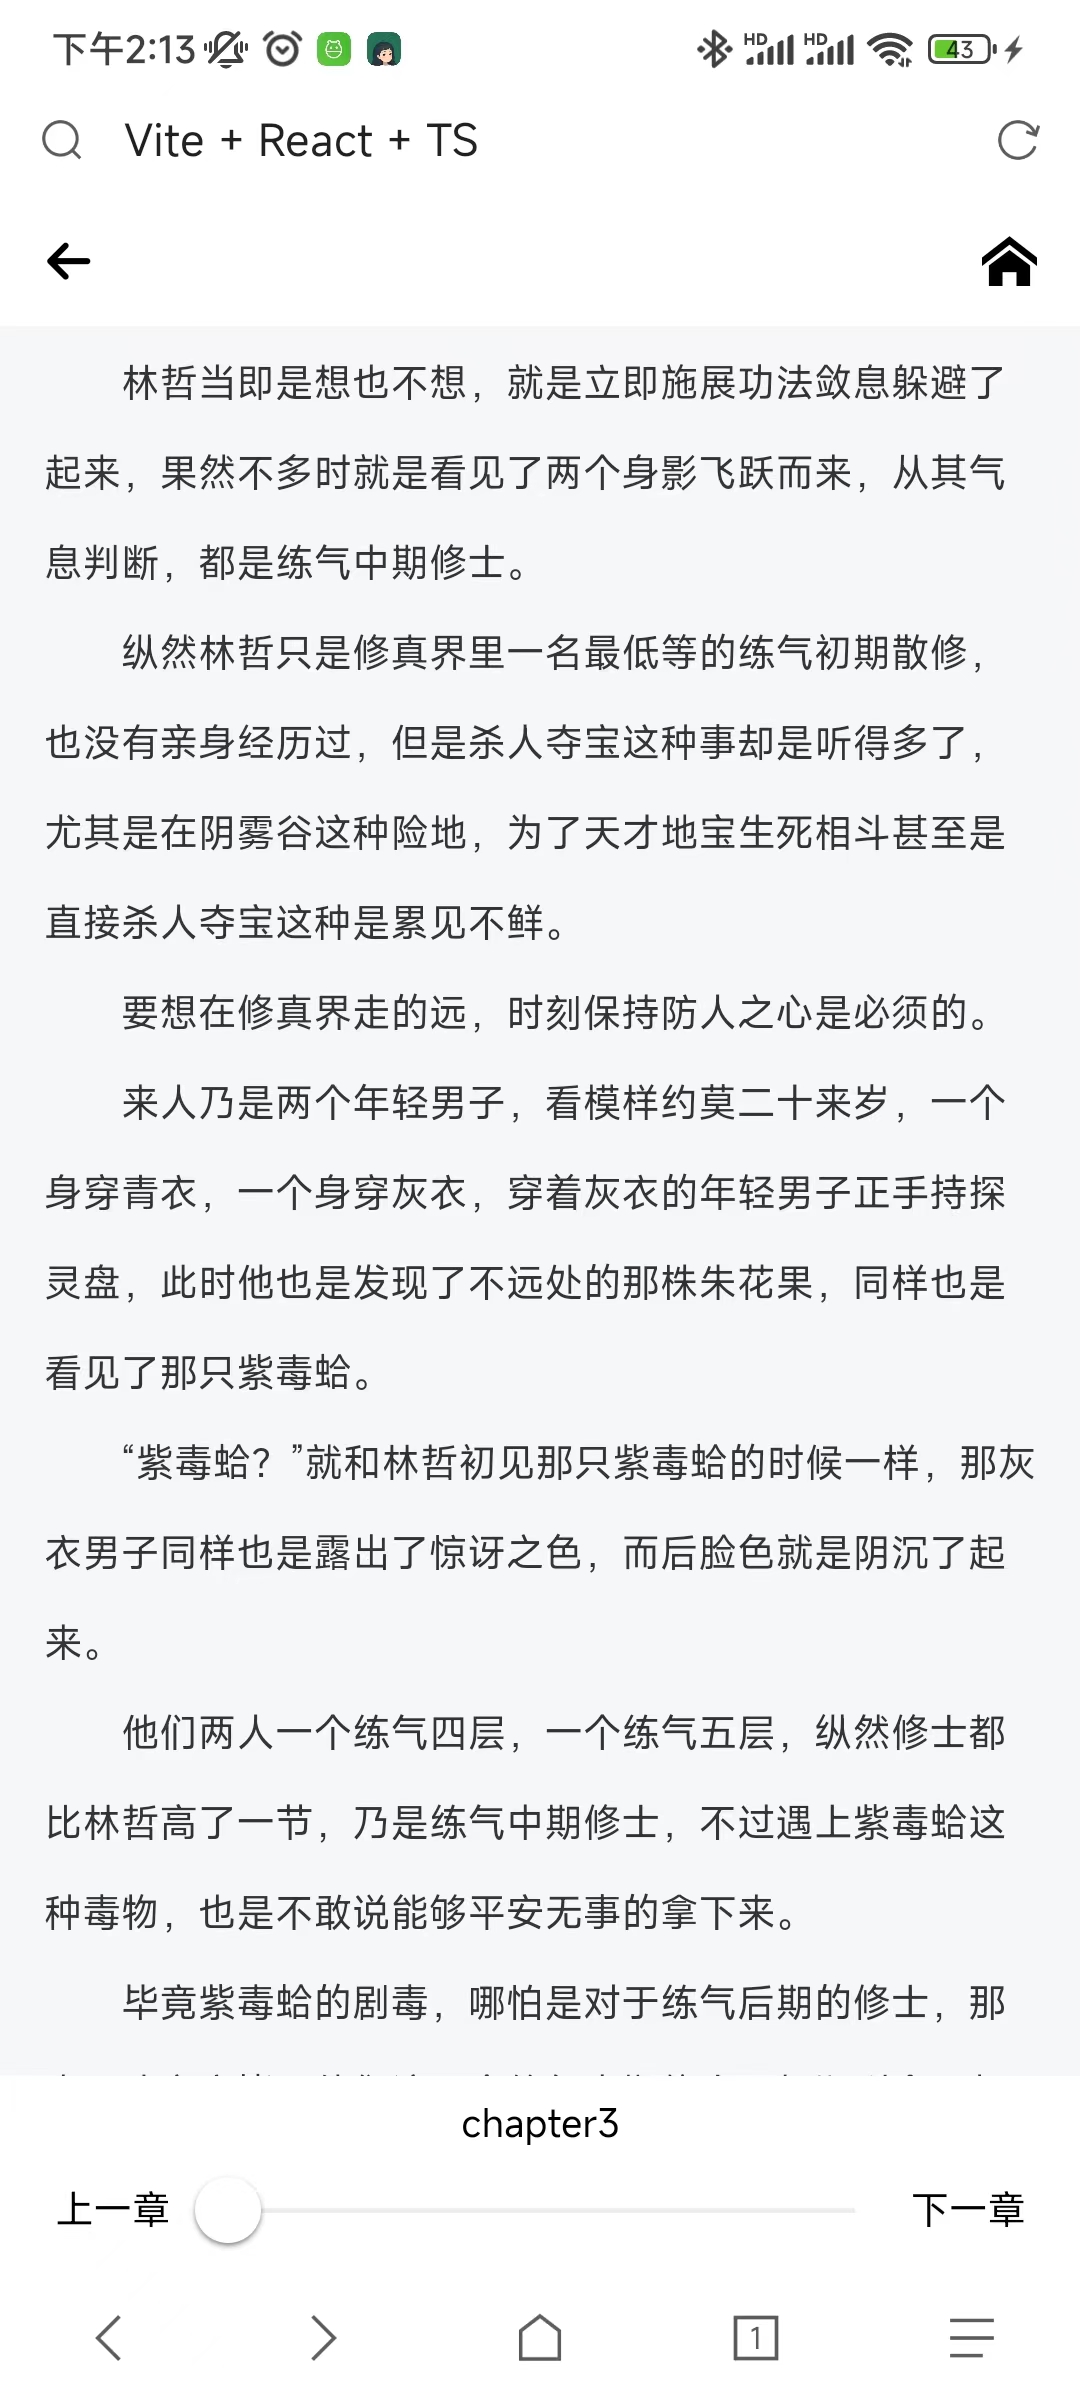 下午2:13 HD HD 43
Vite + React + TS
林哲当即是想也不想，就是立即施展功法敛息躲避了
起来，果然不多时就是看见了两个身影飞跃而来，从其气
息判断，都是练气中期修士。
纵然林哲只是修真界里一名最低等的练气初期散修，
也没有亲身经历过，但是杀人夺宝这种事却是听得多了，
尤其是在阴雾谷这种险地，为了天才地宝生死相斗甚至是
直接杀人夺宝这种是累见不鲜。
要想在修真界走的远，时刻保持防人之心是必须的。
来人乃是两个年轻男子，看模样约莫二十来岁，一个
身穿青衣，一个身穿灰衣，穿着灰衣的年轻男子正手持探
灵盘，此时他也是发现了不远处的那株朱花果，同样也是
看见了那只紫毒蛤。
“紫毒蛤？”就和林哲初见那只紫毒蛤的时候一样，那灰
衣男子同样也是露出了惊讶之色，而后脸色就是阴沉了起
来。
他们两人一个练气四层，一个练气五层，纵然修士都
比林哲高了一节，乃是练气中期修士，不过遇上紫毒蛤这
种毒物，也是不敢说能够平安无事的拿下来。
毕竟紫毒蛤的剧毒，哪怕是对于练气后期的修士，那
chapter3
上一章 下一章
1